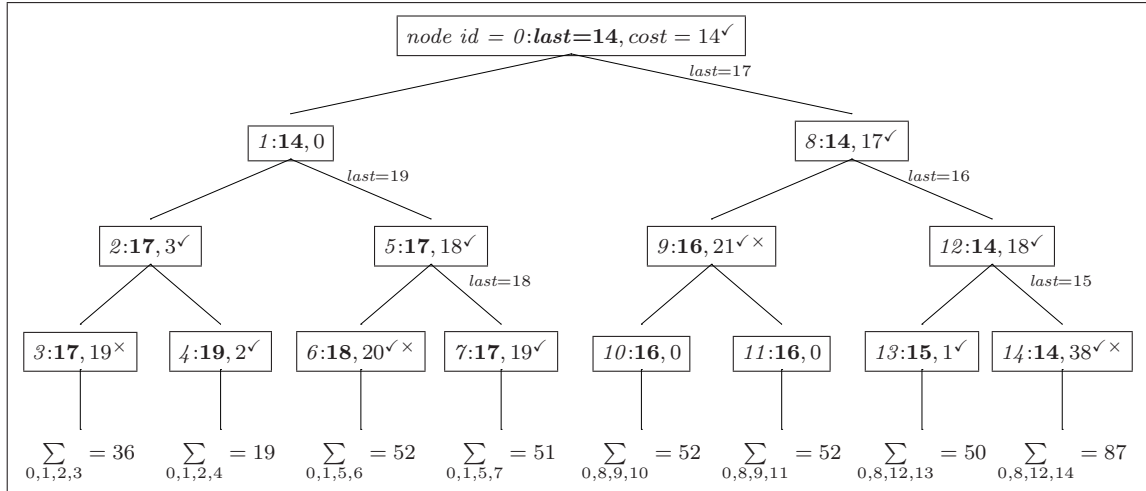 node id = 0:last=14, cost = 14✓
last=17
1:14, 0
8:14, 17✓
last=19
last=16
2:17, 3✓
5:17, 18✓
9:16, 21✓×
12:14, 18✓
last=18
last=15
3:17, 19×
4:19, 2✓
6:18, 20✓×
7:17, 19✓
10:16, 0
11:16, 0
13:15, 1✓
14:14, 38✓×
∑ = 36
0,1,2,3
∑ = 19
0,1,2,4
∑ = 52
0,1,5,6
∑ = 51
0,1,5,7
∑ = 52
0,8,9,10
∑ = 52
0,8,9,11
∑ = 50
0,8,12,13
∑ = 87
0,8,12,14